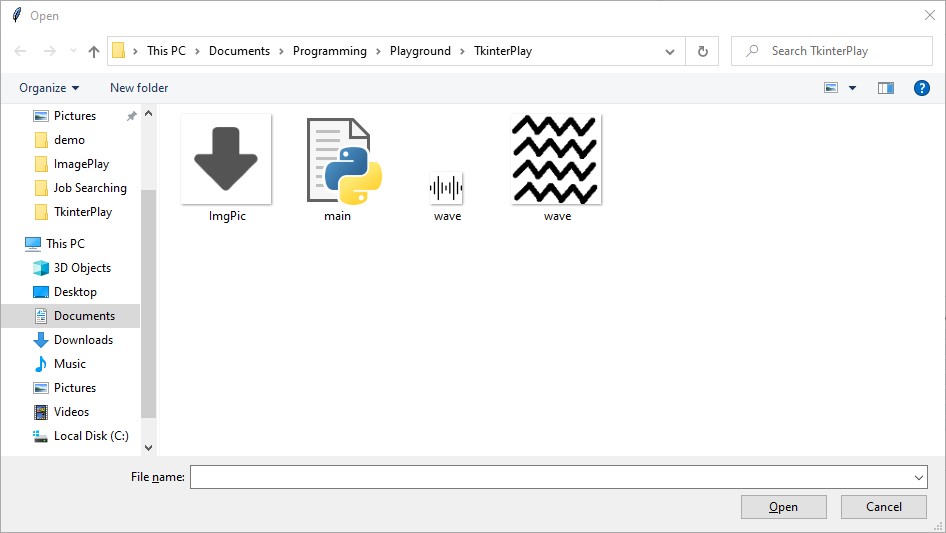 Open
This PC > Documents > Programming > Playground > TkinterPlay
Search TkinterPlay
Organize
New folder
?
Pictures
demo
ImagePlay
Job Searching
TkinterPlay
This PC
3D Objects
Desktop
Documents
Downloads
Music
Pictures
Videos
Local Disk (C:)
ImgPic
main
wave
wave
File name:
Open
Cancel